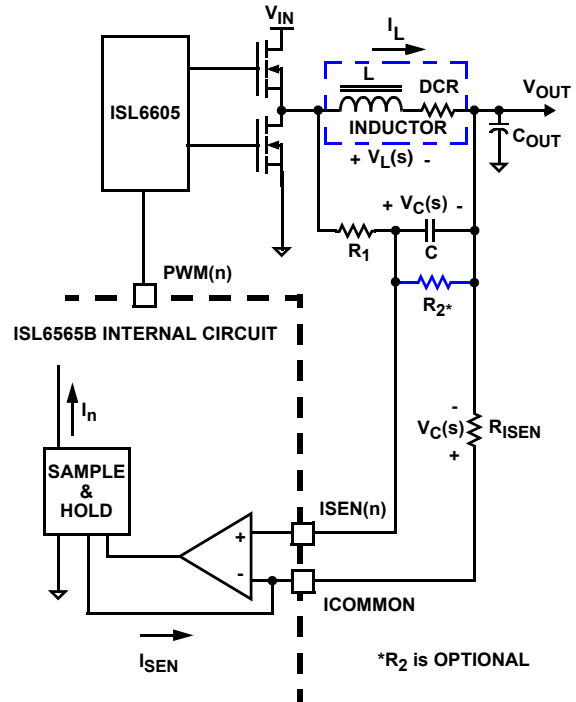 VIN
IL
L
DCR
VOUT
ISL6605
INDUCTOR
COUT
+ VL(s) -
+ VC(s) -
R1
C
PWM(n)
R2*
ISL6565B INTERNAL CIRCUIT
In
-
VC(s)
+
RISEN
SAMPLE
&
HOLD
ISEN(n)
+
-
ICOMMON
ISEN
*R2 is OPTIONAL